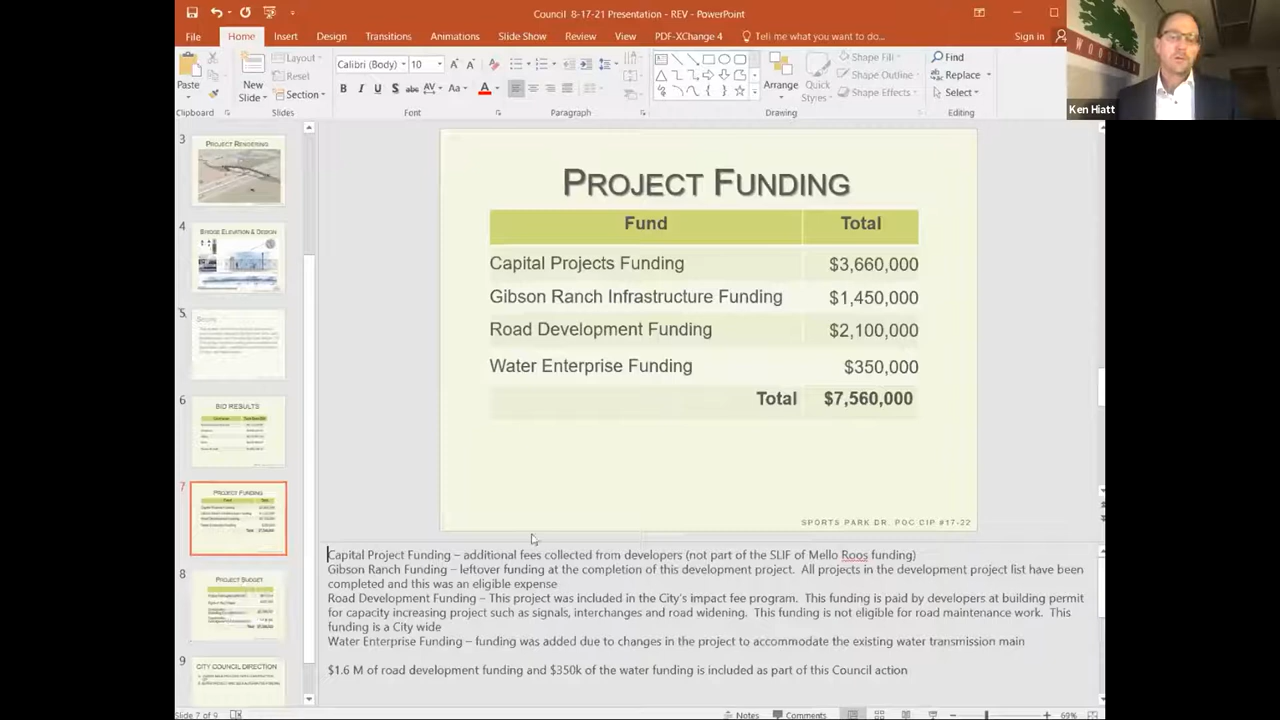 Council 8-17-21 Presentation - REV - PowerPoint
File Home Insert Design Transitions Animations Slide Show Review View PDF-XChange 4 Tell me what you want to do... Sign in
Paste
Clipboard
New Slide
Layout
Reset
Section
Slides
Calibri (Body) 10
B I U S abc AV Aa A
Font
Paragraph
Arrange
Quick Styles
Shape Fill
Shape Outline
Shape Effects
Drawing
Find
Replace
Select
Editing
Ken Hiatt
3
PROJECT RENDERING
4
BRIDGE ELEVATION & DESIGN
5
6
BID RESULTS
7
PROJECT FUNDING
8
PROJECT BUDGET
9
CITY COUNCIL DIRECTION
PROJECT FUNDING
Fund Total
Capital Projects Funding $3,660,000
Gibson Ranch Infrastructure Funding $1,450,000
Road Development Funding $2,100,000
Water Enterprise Funding $350,000
Total $7,560,000
SPORTS PARK DR. POC CIP #17-22
Capital Project Funding – additional fees collected from developers (not part of the SLIF of Mello Roos funding)
Gibson Ranch Funding – leftover funding at the completion of this development project. All projects in the development project list have been
completed and this was an eligible expense
Road Development Funding – This project was included in the City's impact fee program. This funding is paid by developers at building permit
for capacity increasing project such as signals, interchanges and road widening. This funding is not eligible for road maintenance work. This
funding is a City wide
Water Enterprise Funding – funding was added due to changes in the project to accommodate the existing water transmission main
$1.6 M of road development funding and $350k of the water funding is included as part of this Council action
Slide 7 of 9 Notes Comments 69%